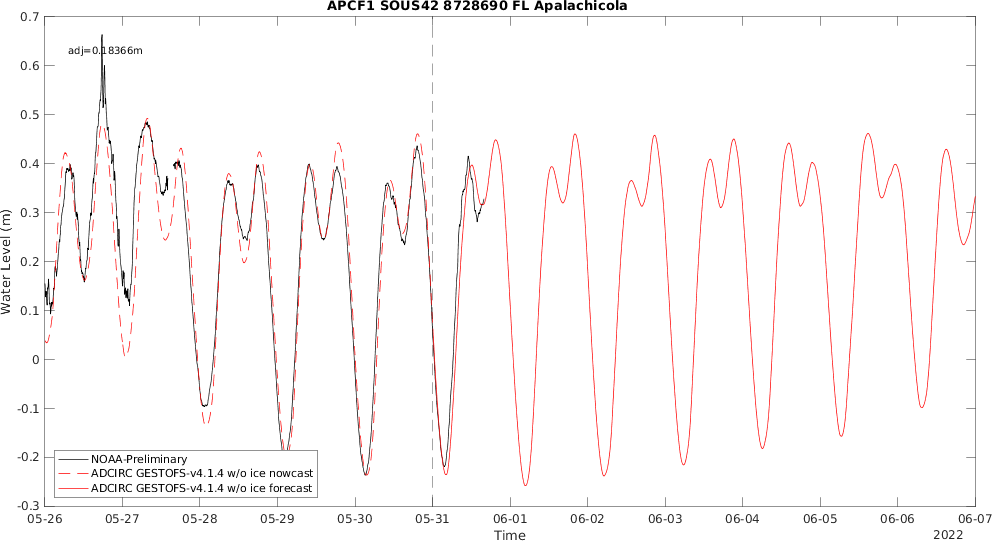 APCF1 SOUS42 8728690 FL Apalachicola
0.7
adj=0.18366m
0.6
0.5
0.4
0.3
0.2
0.1
0
-0.1
-0.2
-0.3
Water Level (m)
NOAA-Preliminary
ADCIRC GESTOFS-v4.1.4 w/o ice nowcast
ADCIRC GESTOFS-v4.1.4 w/o ice forecast
05-26 05-27 05-28 05-29 05-30 05-31 06-01 06-02 06-03 06-04 06-05 06-06 06-07
Time
2022